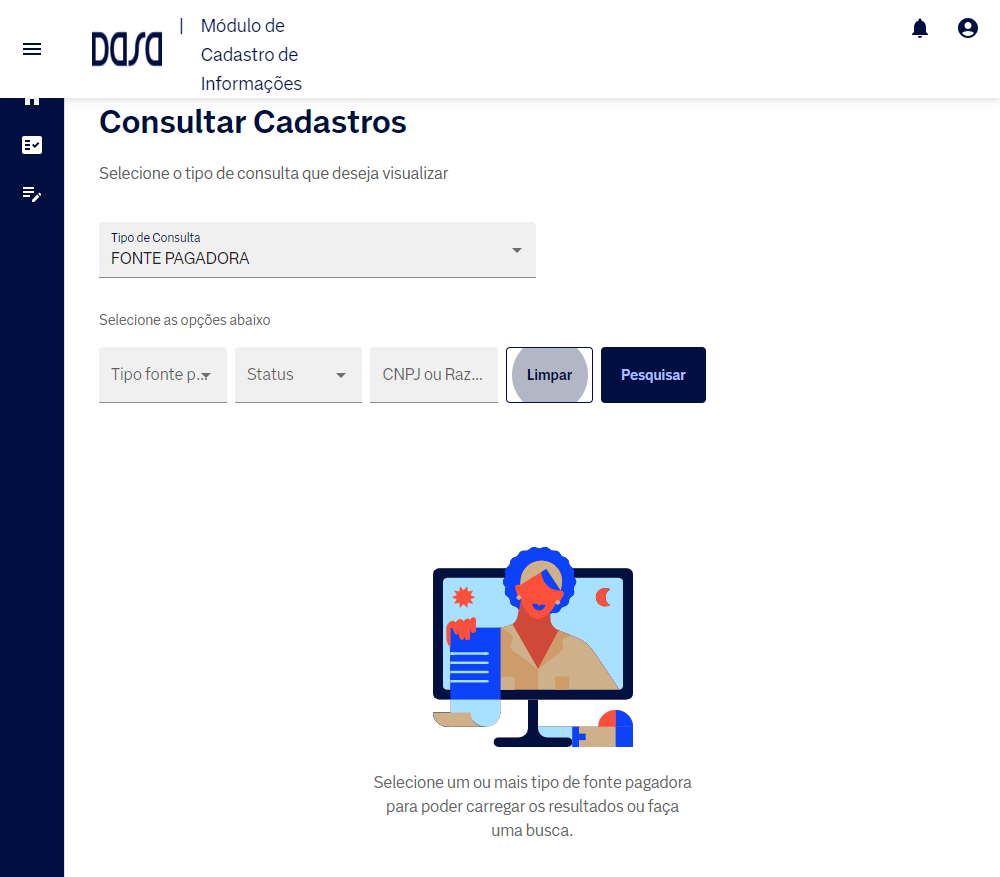 DASA
| Módulo de
Cadastro de
Informações
Consultar Cadastros
Selecione o tipo de consulta que deseja visualizar
Tipo de Consulta
FONTE PAGADORA
Selecione as opções abaixo
Tipo fonte p...
Status
CNPJ ou Raz...
Limpar
Pesquisar
Selecione um ou mais tipo de fonte pagadora
para poder carregar os resultados ou faça
uma busca.